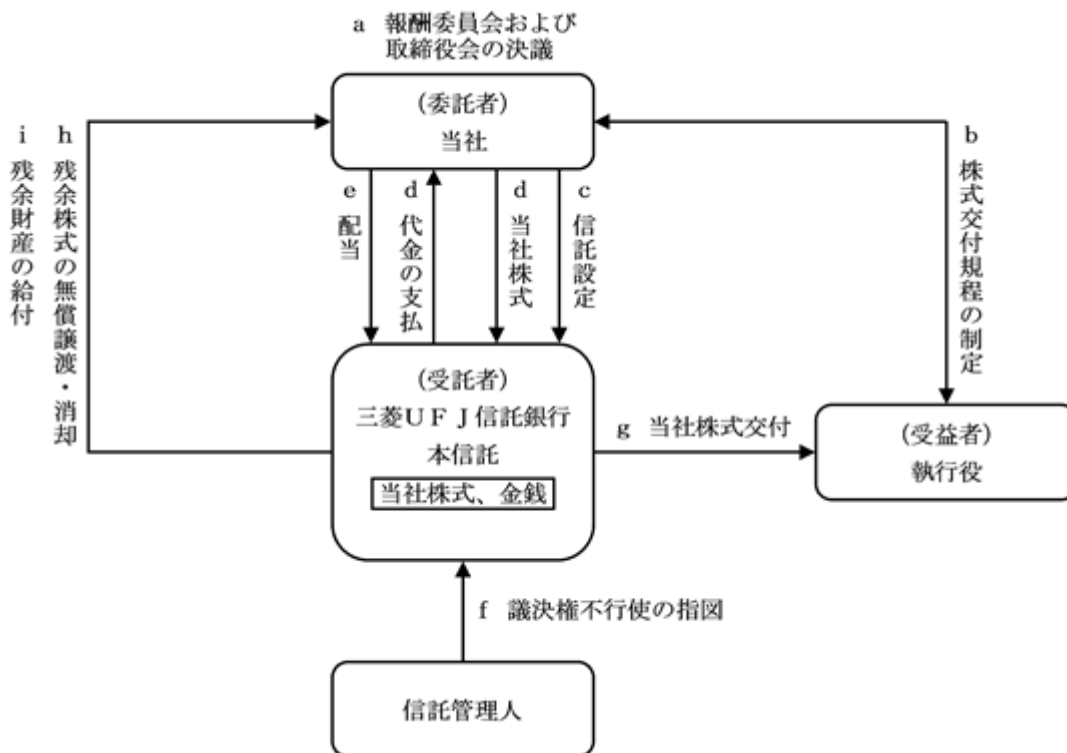 a 報酬委員会および
取締役会の決議
(委託者)
当社
i 残余財産の給付
h 残余株式の無償譲渡・消却
e 配当
d 代金の支払
d 当社株式
c 信託設定
b 株式交付規程の制定
(受託者)
三菱UFJ信託銀行
本信託
当社株式、金銭
g 当社株式交付
(受益者)
執行役
f 議決権不行使の指図
信託管理人